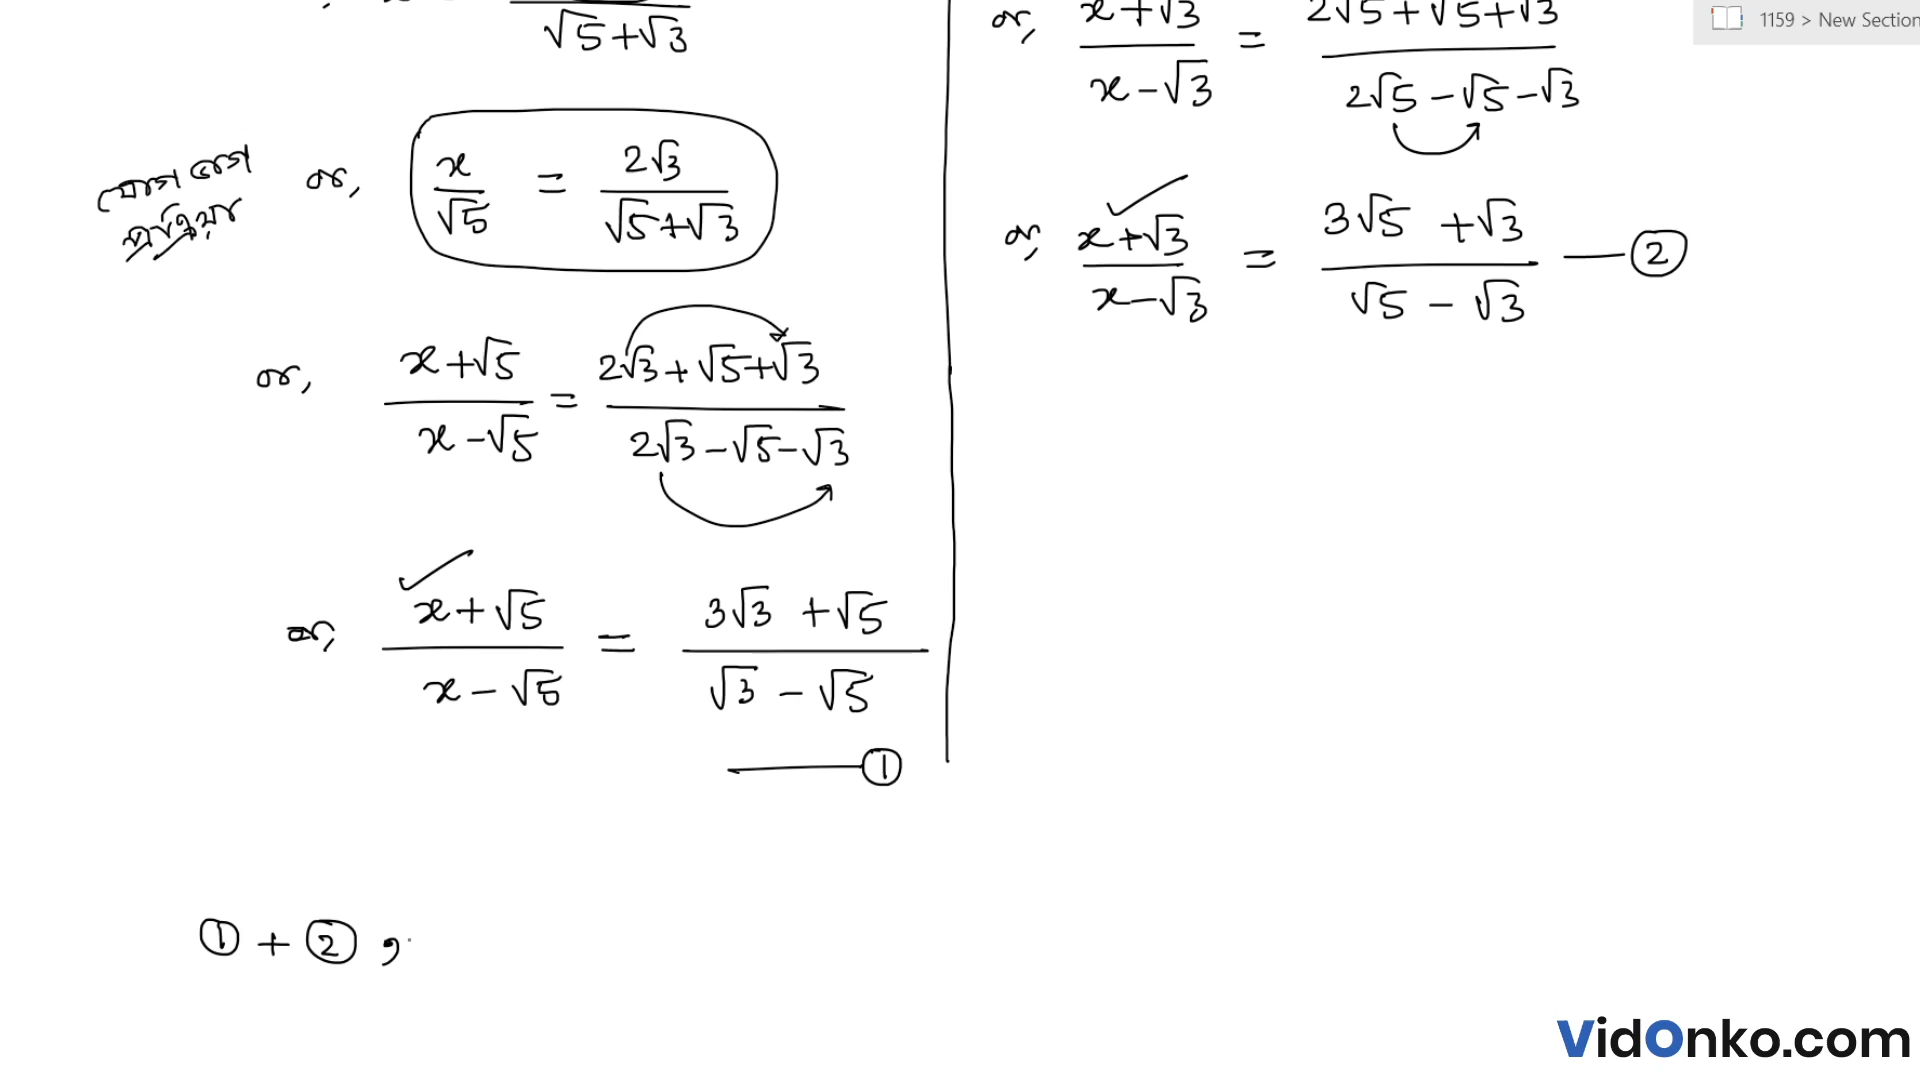 √5+√3
যোগ বেগ
or, x/√5 = 2√3/(√5+√3)
or, (x+√5)/(x-√5) = (2√3+√5+√3)/(2√3-√5-√3)
or, (x+√5)/(x-√5) = (3√3+√5)/(√3-√5)
—①
or, (x+√3)/(x-√3) = (2√5+√5+√3)/(2√5-√5-√3)
or, (x+√3)/(x-√3) = (3√5+√3)/(√5-√3) —②
① + ② ,
1159 > New Section
VidOnko.com